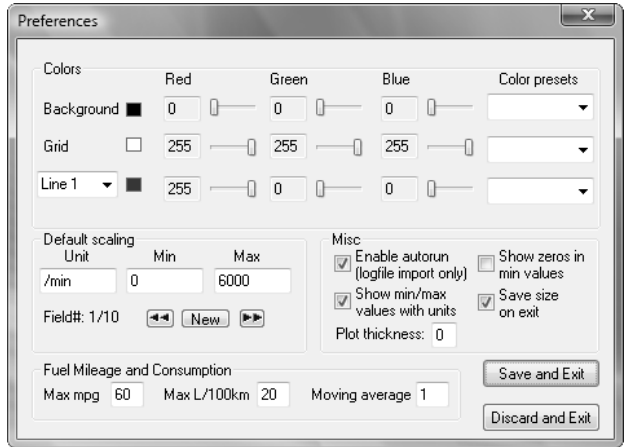 Preferences
Colors
Red Green Blue Color presets
Background 0 0 0
Grid 255 255 255
Line 1 255 0 0
Default scaling
Unit Min Max
/min 0 6000
Field#: 1/10 New
Misc
Enable autorun
(logfile import only)
Show zeros in
min values
Show min/max
values with units
Save size
on exit
Plot thickness: 0
Fuel Mileage and Consumption
Max mpg 60 Max L/100km 20 Moving average 1
Save and Exit
Discard and Exit